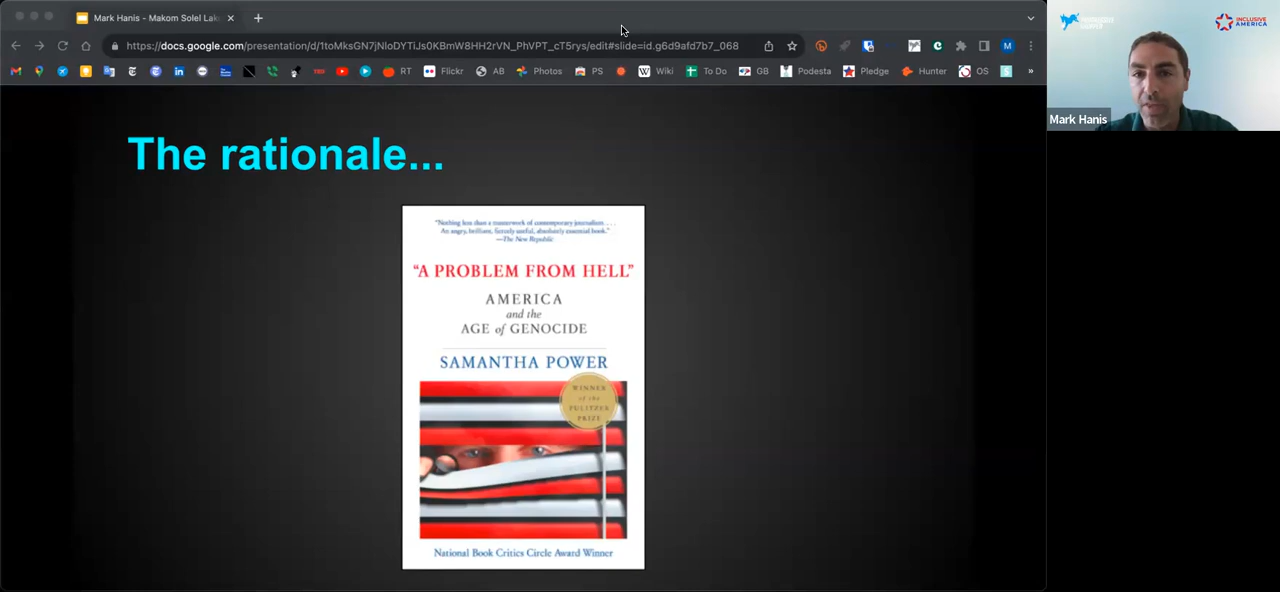 Mark Hanis - Makom Solel Lak
https://docs.google.com/presentation/d/1toMksGN7jNloDYTiJs0KBmW8HH2rVN_PhVPT_cT5rys/edit#slide=id.g6d9afd7b7_068
M
RT
Flickr
AB
Photos
PS
Wiki
To Do
GB
Podesta
Pledge
Hunter
OS
»
The rationale...
"Nothing less than a masterwork of contemporary journalism . . .
An angry, brilliant, fiercely useful, absolutely essential book."
—The New Republic
"A PROBLEM FROM HELL"
AMERICA
and the
AGE of GENOCIDE
SAMANTHA POWER
WINNER
of the
PULITZER
PRIZE
National Book Critics Circle Award Winner
INCLUSIVE
AMERICA
Mark Hanis